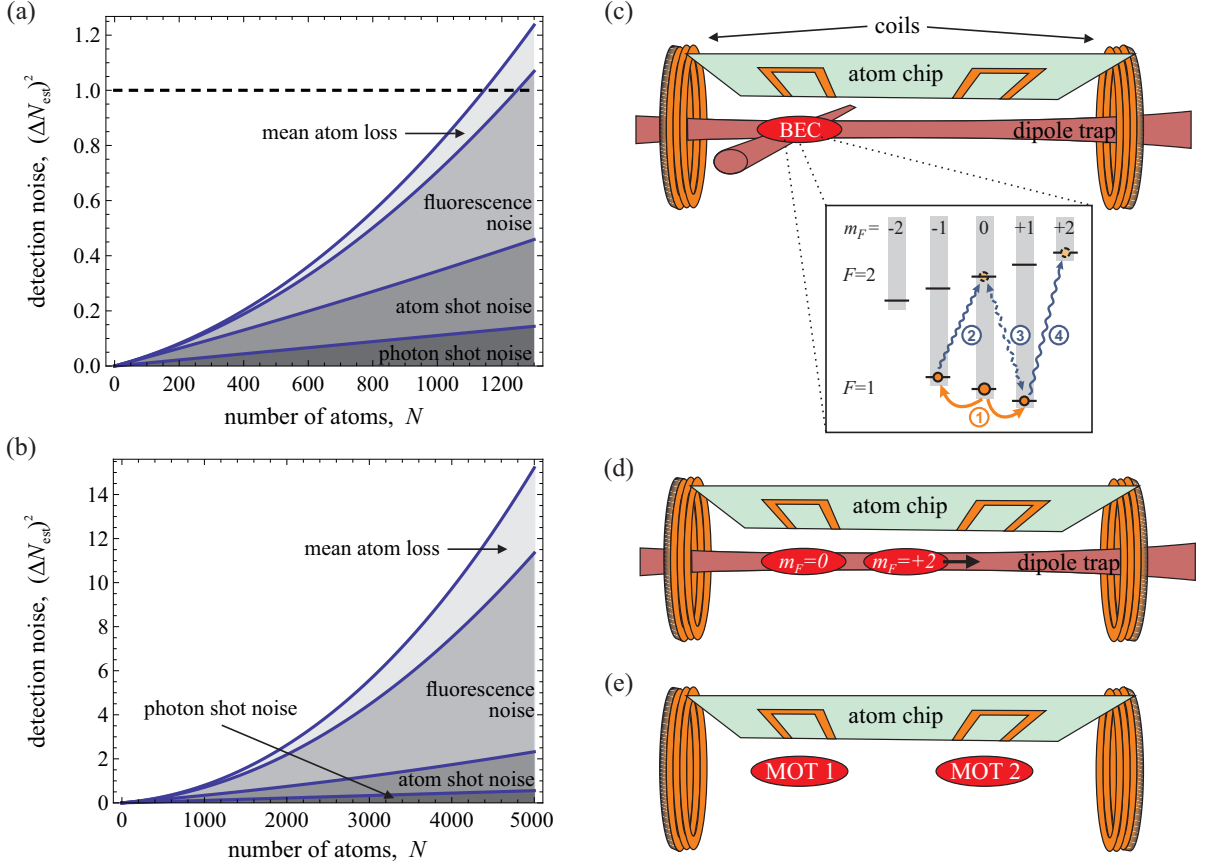 (a)
detection noise, (ΔN_est)²
1.2
1.0
0.8
0.6
0.4
0.2
0.0
mean atom loss
fluorescence
noise
atom shot noise
photon shot noise
0 200 400 600 800 1000 1200
number of atoms, N
(b)
detection noise, (ΔN_est)²
14
12
10
8
6
4
2
0
mean atom loss
fluorescence
noise
photon shot noise
atom shot noise
0 1000 2000 3000 4000 5000
number of atoms, N
(c)
coils
atom chip
BEC
dipole trap
m_F= -2 -1 0 +1 +2
F=2
2 3 4
F=1
1
(d)
atom chip
m_F=0 m_F=+2
dipole trap
(e)
atom chip
MOT 1 MOT 2